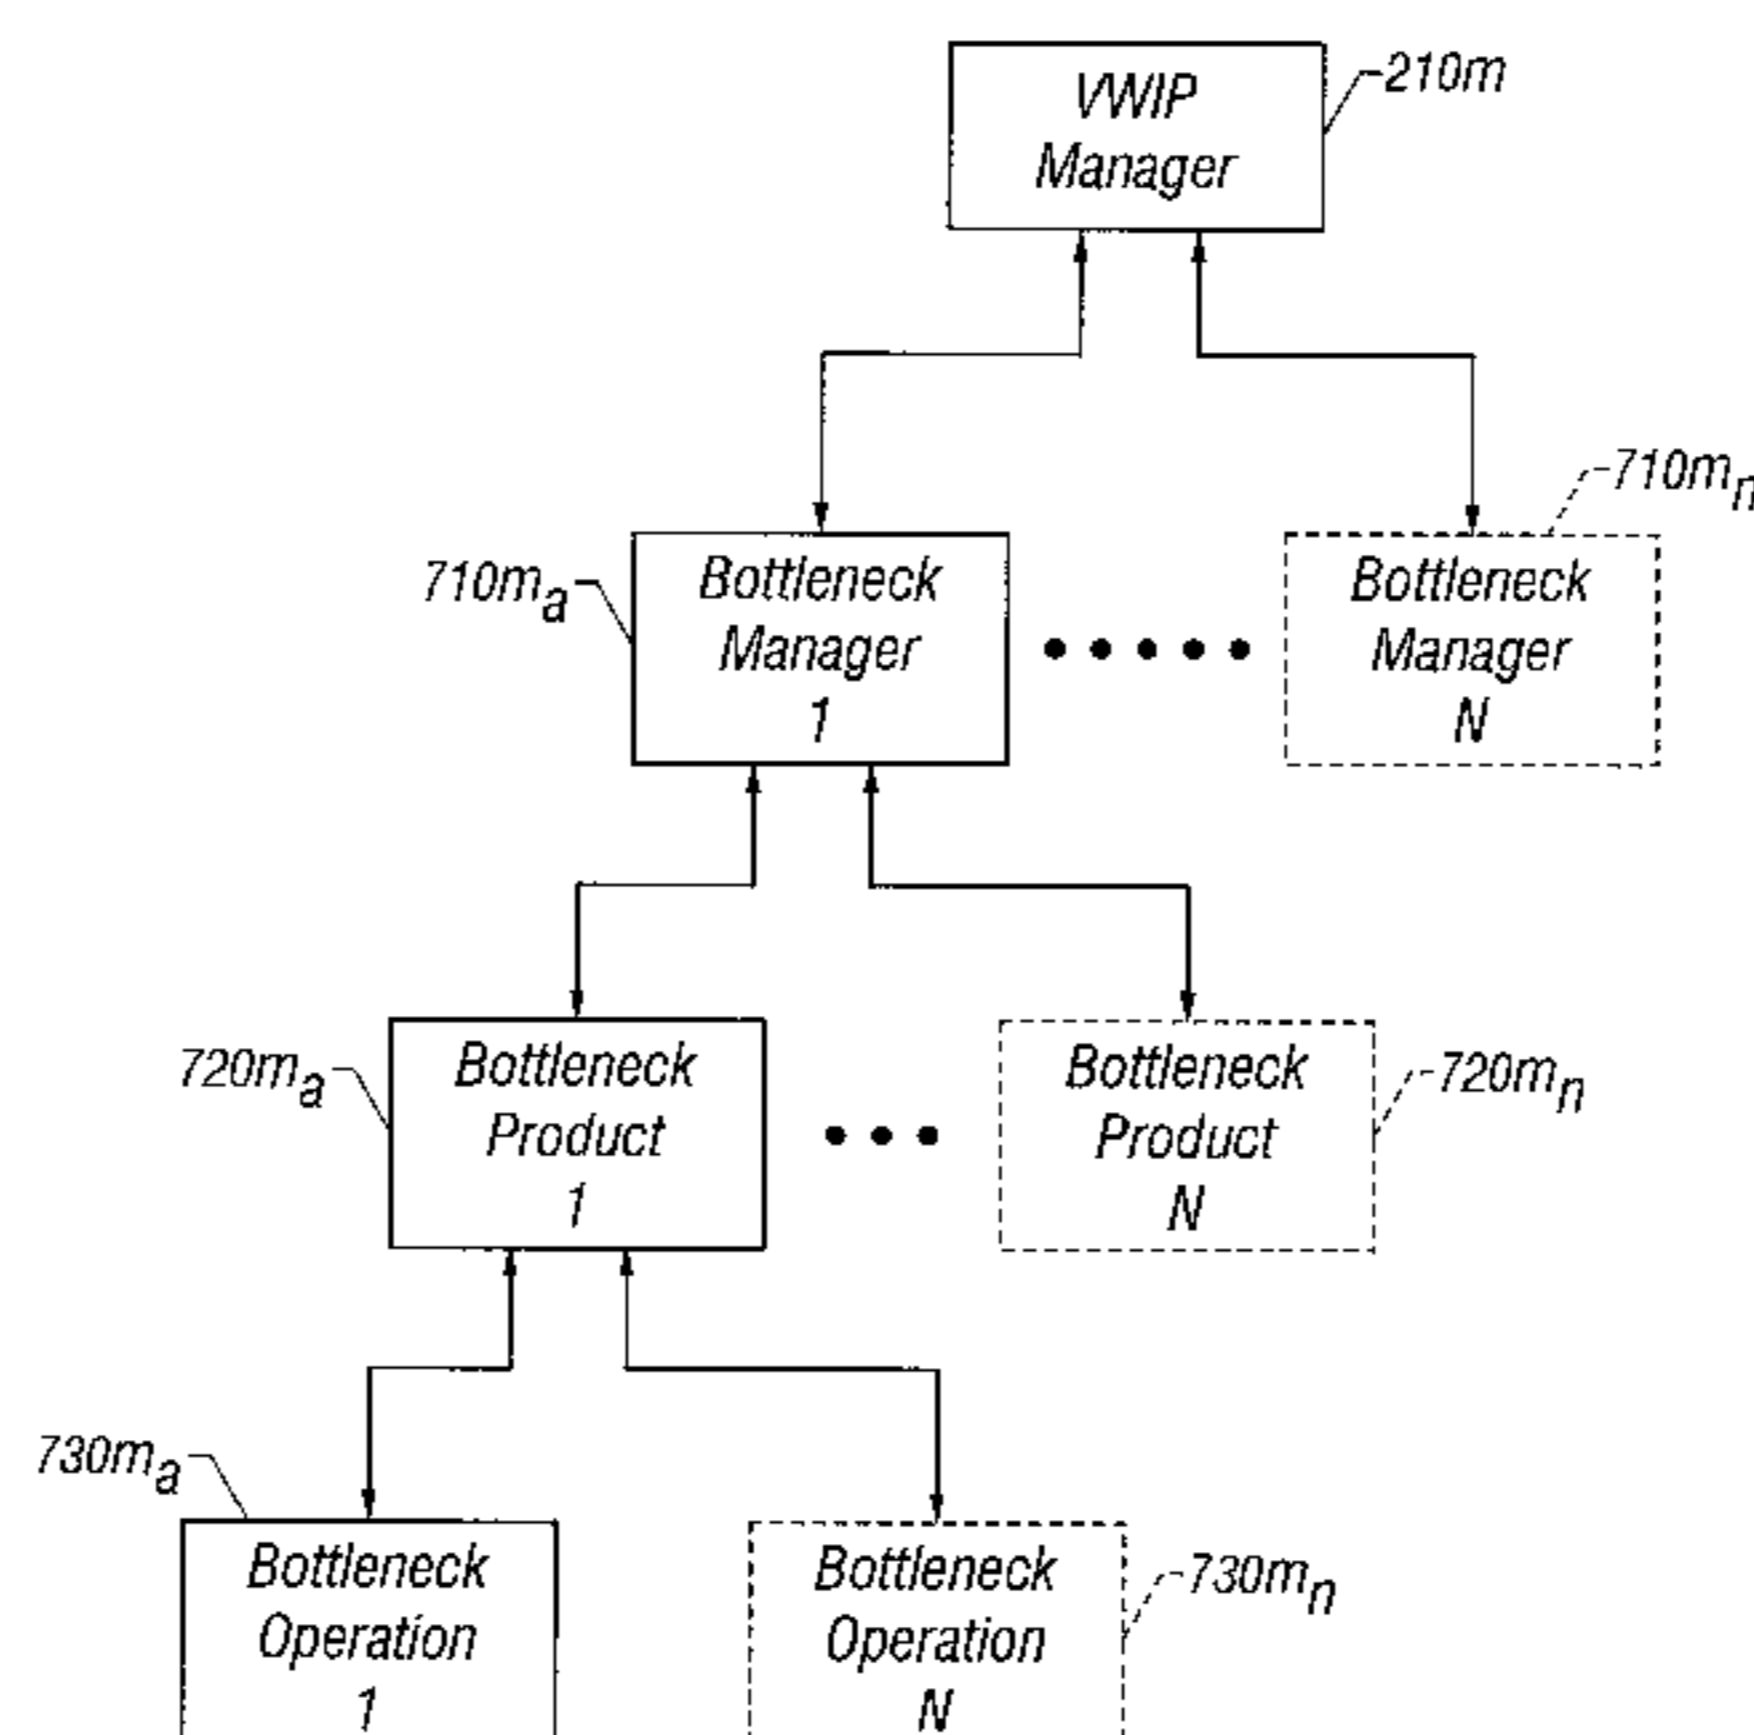 VWIP
Manager
210m
710mn
710ma
Bottleneck
Manager
1
Bottleneck
Manager
N
720ma
Bottleneck
Product
1
Bottleneck
Product
N
720mn
730ma
Bottleneck
Operation
1
Bottleneck
Operation
N
730mn